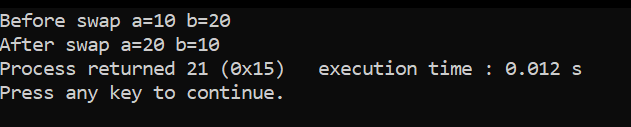 Before swap a=10 b=20
After swap a=20 b=10
Process returned 21 (0x15)   execution time : 0.012 s
Press any key to continue.